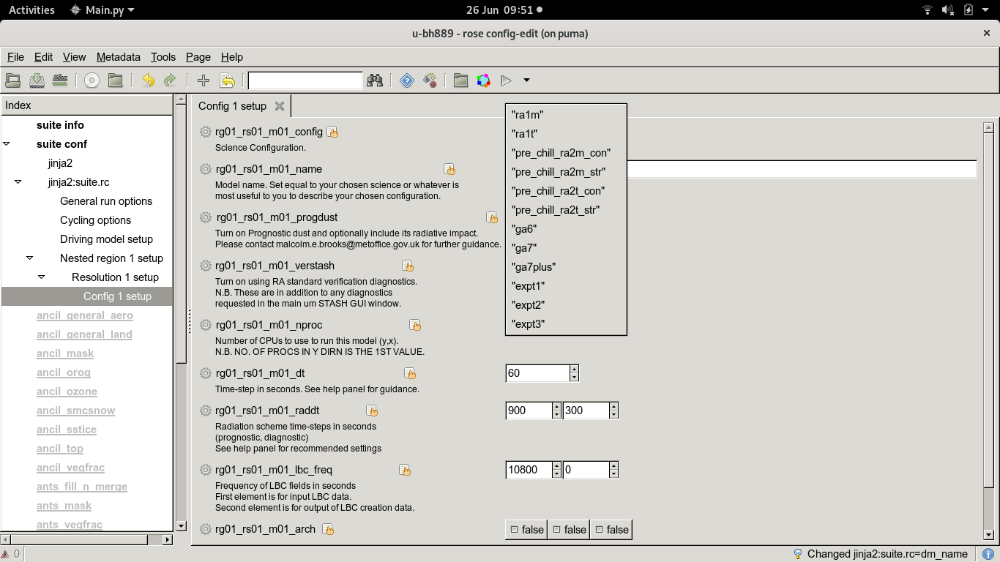 Activities
Main.py
26 Jun 09:51
u-bh889 - rose config-edit (on puma)
File Edit View Metadata Tools Page Help
Index
suite info
suite conf
jinja2
jinja2:suite.rc
General run options
Cycling options
Driving model setup
Nested region 1 setup
Resolution 1 setup
Config 1 setup
ancil_general_aero
ancil_general_land
ancil_mask
ancil_orog
ancil_ozone
ancil_smcsnow
ancil_sstice
ancil_top
ancil_vegfrac
ants_fill_n_merge
ants_mask
ants_vegfrac
0
Config 1 setup
rg01_rs01_m01_config
Science Configuration.
rg01_rs01_m01_name
Model name. Set equal to your chosen science or whatever is
most useful to you to describe your chosen configuration.
rg01_rs01_m01_progdust
Turn on Prognostic dust and optionally include its radiative impact.
Please contact malcolm.e.brooks@metoffice.gov.uk for further guidance.
rg01_rs01_m01_verstash
Turn on using RA standard verification diagnostics.
N.B. These are in addition to any diagnostics
requested in the main um STASH GUI window.
rg01_rs01_m01_nproc
Number of CPUs to use to run this model (y,x).
N.B. NO. OF PROCS IN Y DIRN IS THE 1ST VALUE.
"ra1m"
"ra1t"
"pre_chill_ra2m_con"
"pre_chill_ra2m_str"
"pre_chill_ra2t_con"
"pre_chill_ra2t_str"
"ga6"
"ga7"
"ga7plus"
"expt1"
"expt2"
"expt3"
rg01_rs01_m01_dt
60
Time-step in seconds. See help panel for guidance.
rg01_rs01_m01_raddt
900 300
Radiation scheme time-steps in seconds
(prognostic, diagnostic)
See help panel for recommended settings
rg01_rs01_m01_lbc_freq
10800 0
Frequency of LBC fields in seconds
First element is for input LBC data.
Second element is for output of LBC creation data.
rg01_rs01_m01_arch
false false false
Changed jinja2:suite.rc=dm_name